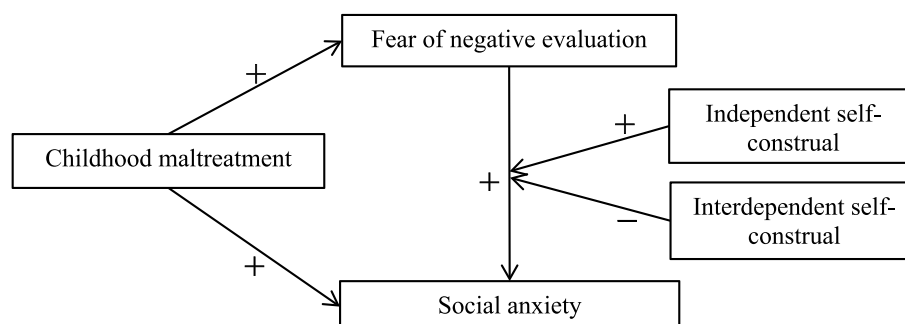 Fear of negative evaluation
+
Independent self-
construal
+
Childhood maltreatment
+
Interdependent self-
construal
−
+
Social anxiety